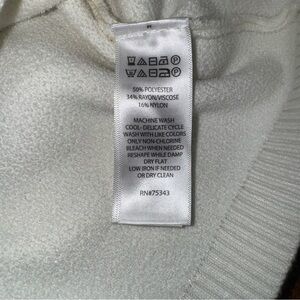 50% POLYESTER
34% RAYON/VISCOSE
16% NYLON
MACHINE WASH
COOL- DELICATE CYCLE
WASH WITH LIKE COLORS
ONLY NON-CHLORINE
BLEACH WHEN NEEDED
RESHAPE WHILE DAMP
DRY FLAT
LOW IRON IF NEEDED
OR DRY CLEAN
RN#75343